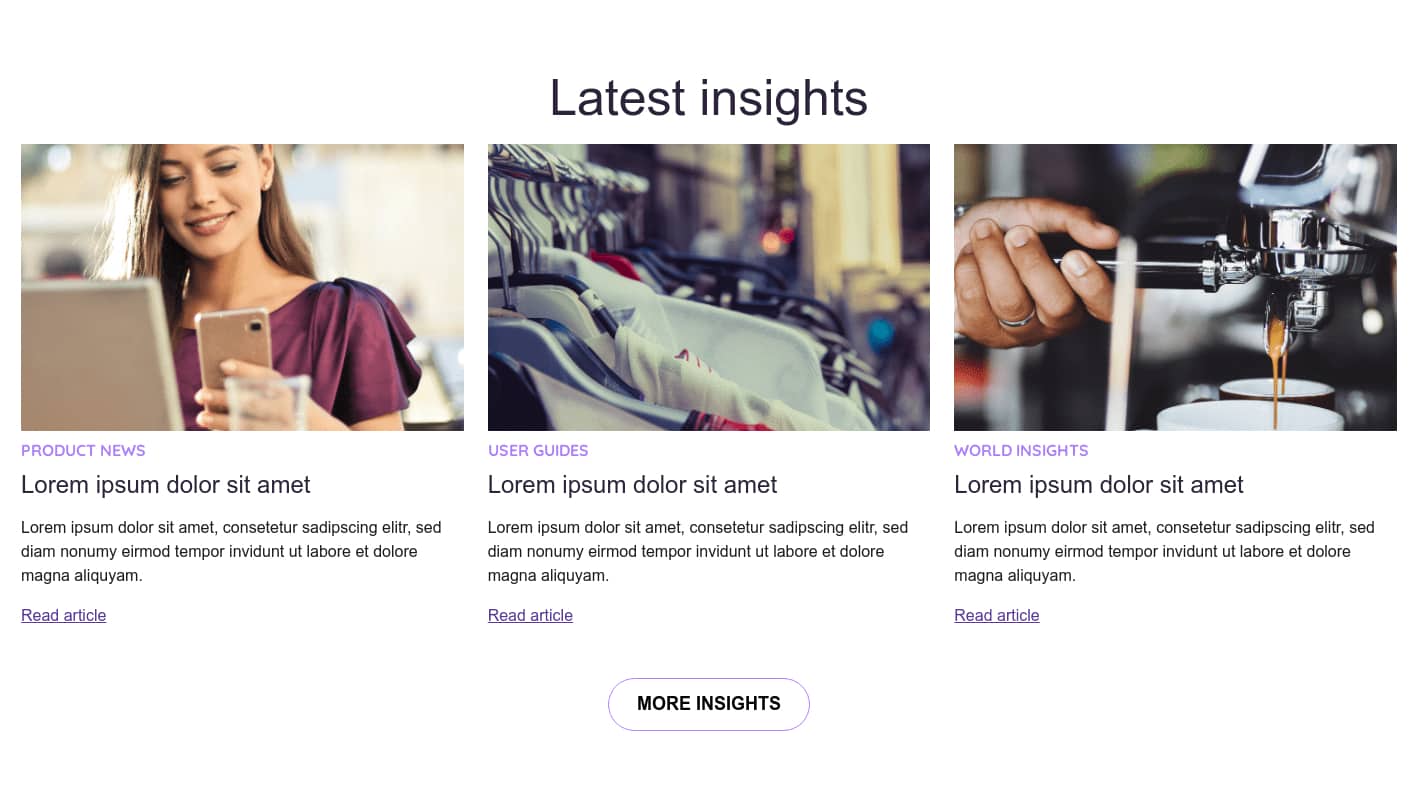 Latest insights
PRODUCT NEWS
Lorem ipsum dolor sit amet
Lorem ipsum dolor sit amet, consetetur sadipscing elitr, sed
diam nonumy eirmod tempor invidunt ut labore et dolore
magna aliquyam.
Read article
USER GUIDES
Lorem ipsum dolor sit amet
Lorem ipsum dolor sit amet, consetetur sadipscing elitr, sed
diam nonumy eirmod tempor invidunt ut labore et dolore
magna aliquyam.
Read article
WORLD INSIGHTS
Lorem ipsum dolor sit amet
Lorem ipsum dolor sit amet, consetetur sadipscing elitr, sed
diam nonumy eirmod tempor invidunt ut labore et dolore
magna aliquyam.
Read article
MORE INSIGHTS